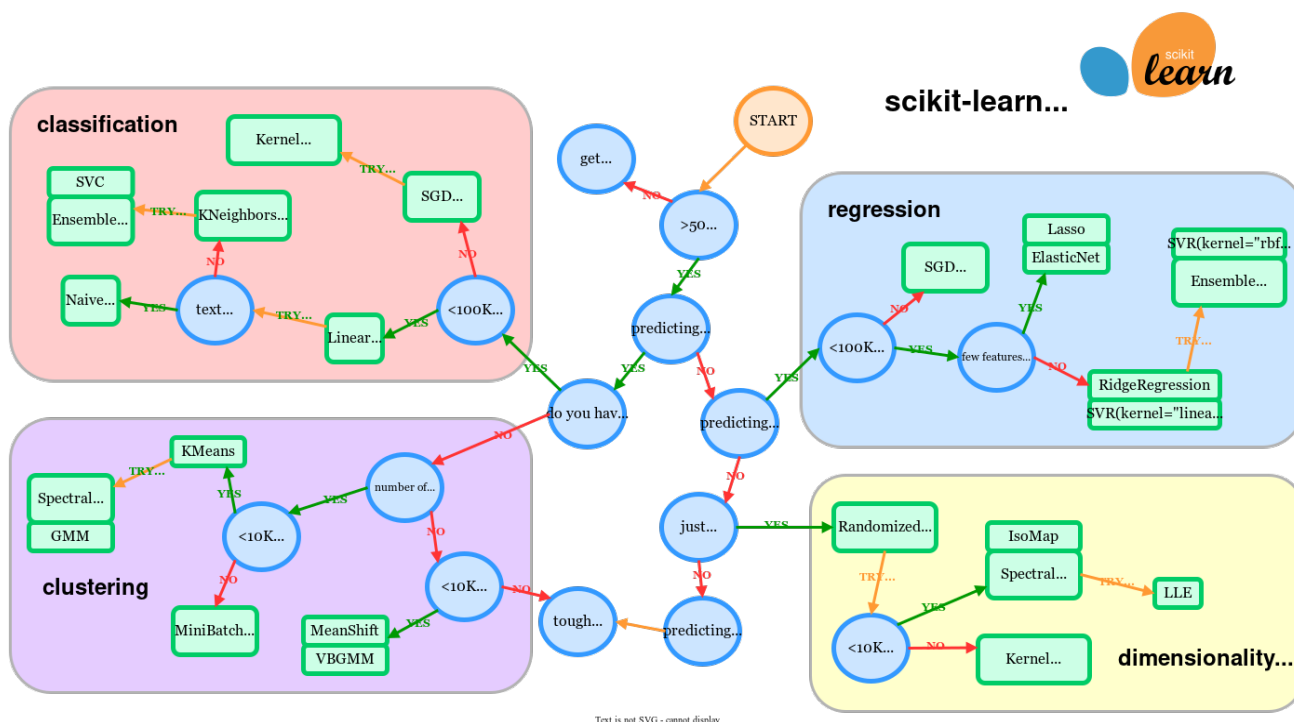 scikit
learn
scikit-learn...
START
get...
NO
>50...
YES
predicting...
YES
NO
do you hav...
YES
NO
predicting...
YES
NO
just...
YES
NO
predicting...
tough...
classification
Kernel...
TRY...
SGD...
NO
SVC
Ensemble...
TRY...
KNeighbors...
NO
Naive...
YES
text...
TRY...
Linear...
YES
<100K...
regression
SGD...
NO
<100K...
YES
Lasso
ElasticNet
YES
few features...
NO
SVR(kernel="rbf...
Ensemble...
TRY...
RidgeRegression
SVR(kernel="linea...
clustering
KMeans
TRY...
Spectral...
GMM
YES
<10K...
NO
MiniBatch...
number of...
YES
NO
<10K...
NO
YES
MeanShift
VBGMM
dimensionality...
Randomized...
TRY...
<10K...
YES
NO
IsoMap
Spectral...
TRY...
LLE
Kernel...
Text is not SVG - cannot display